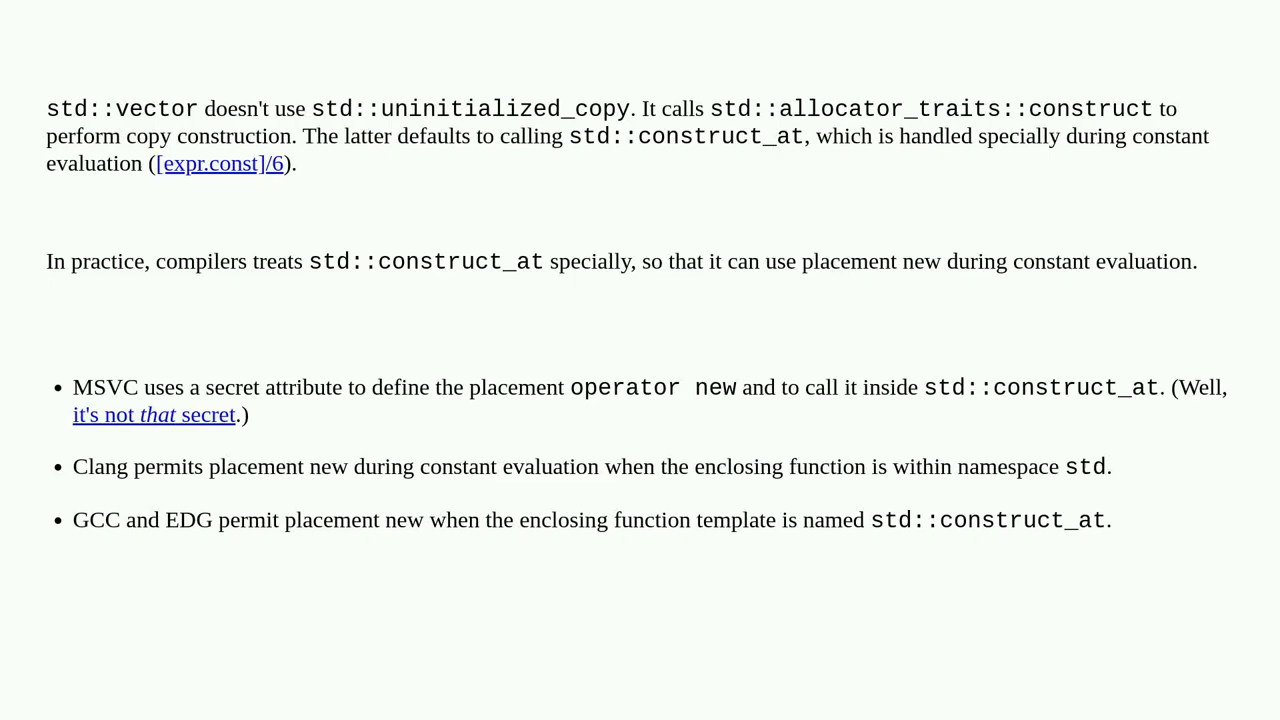 std::vector doesn't use std::uninitialized_copy. It calls std::allocator_traits::construct to
perform copy construction. The latter defaults to calling std::construct_at, which is handled specially during constant
evaluation ([expr.const]/6).
In practice, compilers treats std::construct_at specially, so that it can use placement new during constant evaluation.
• MSVC uses a secret attribute to define the placement operator new and to call it inside std::construct_at. (Well,
it's not that secret.)
• Clang permits placement new during constant evaluation when the enclosing function is within namespace std.
• GCC and EDG permit placement new when the enclosing function template is named std::construct_at.